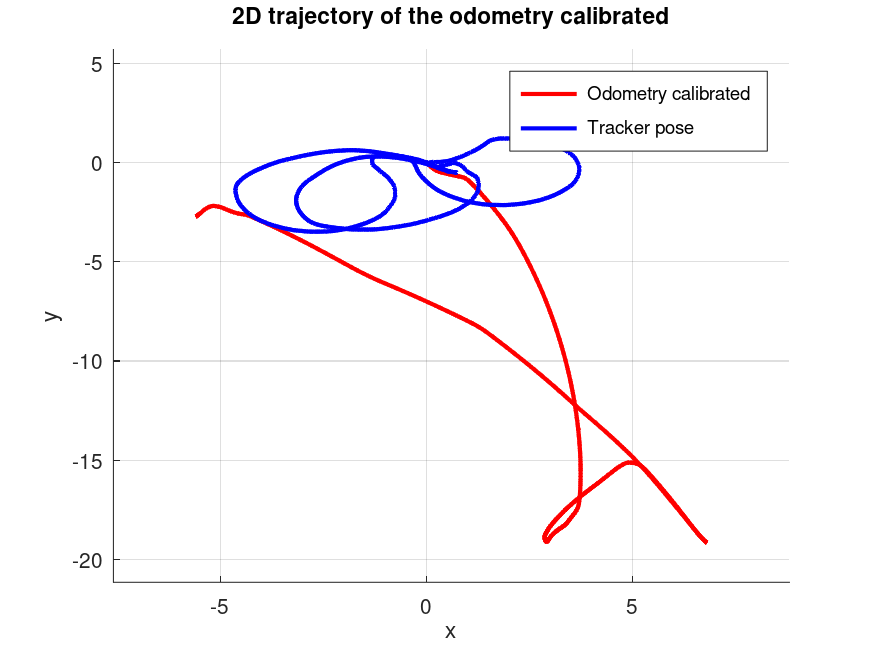 2D trajectory of the odometry calibrated
Odometry calibrated
Tracker pose
5
0
-5
-10
-15
-20
y
-5
0
5
x